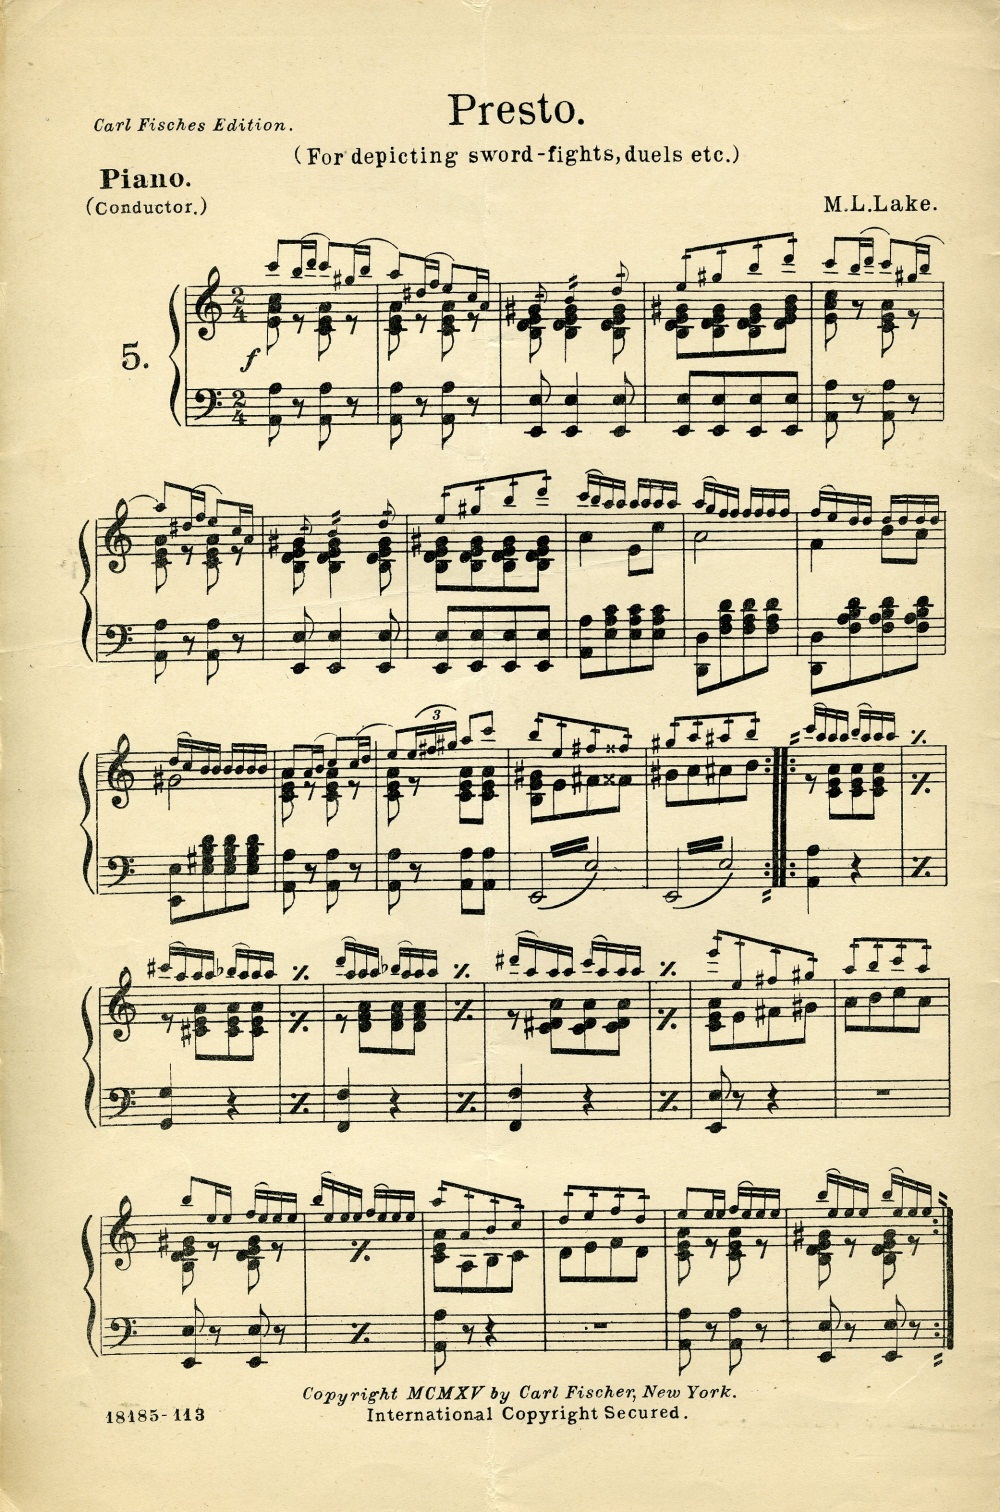 Presto.
Carl Fisches Edition.
(For depicting sword-fights, duels etc.)
Piano.
(Conductor.)
M.L.Lake.
5.
f
3
Copyright MCMXV by Carl Fischer, New York.
18185-113
International Copyright Secured.